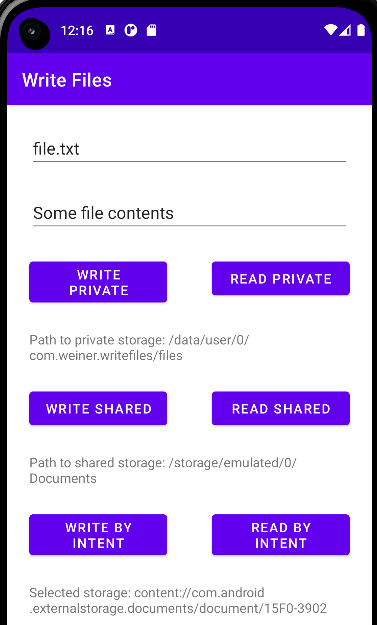 12:16
Write Files
file.txt
Some file contents
WRITE
PRIVATE
READ PRIVATE
Path to private storage: /data/user/0/
com.weiner.writefiles/files
WRITE SHARED
READ SHARED
Path to shared storage: /storage/emulated/0/
Documents
WRITE BY
INTENT
READ BY
INTENT
Selected storage: content://com.android
.externalstorage.documents/document/15F0-3902